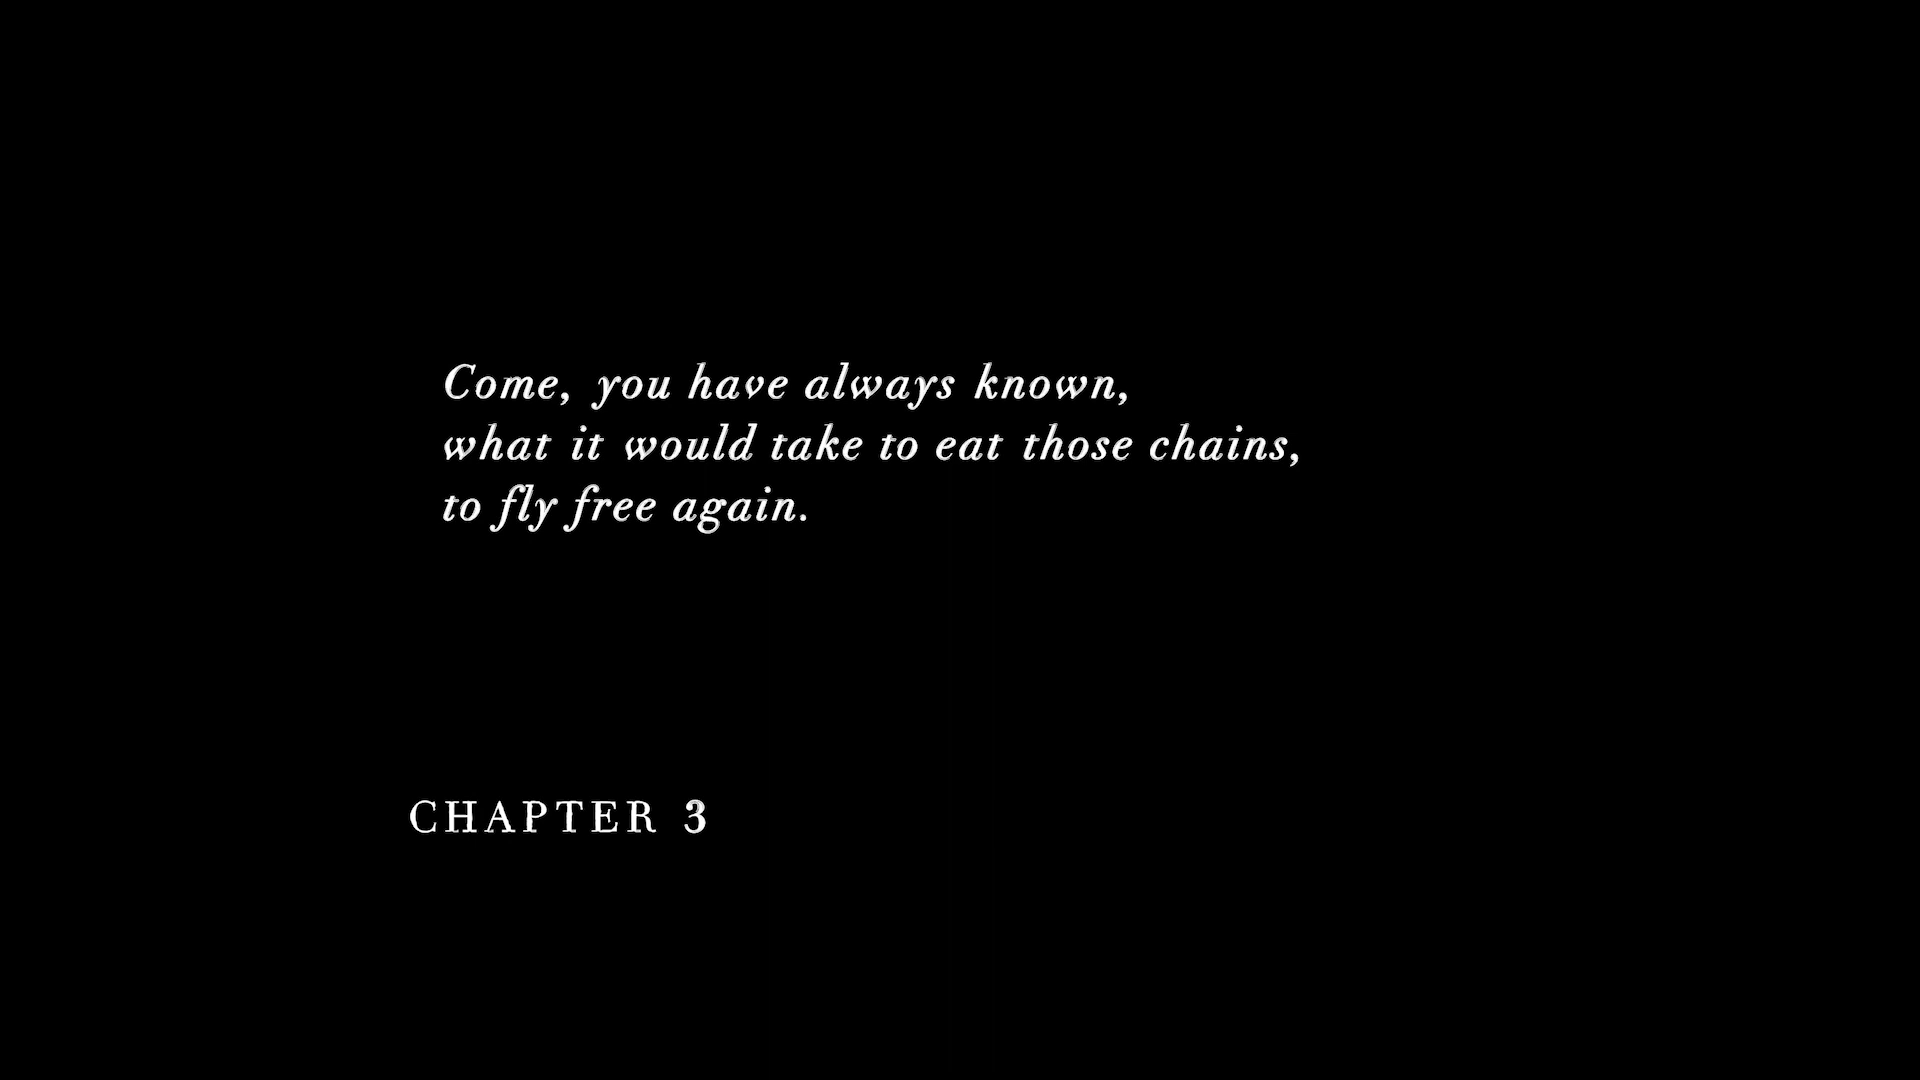 Come, you have always known,
what it would take to eat those chains,
to fly free again.
CHAPTER 3